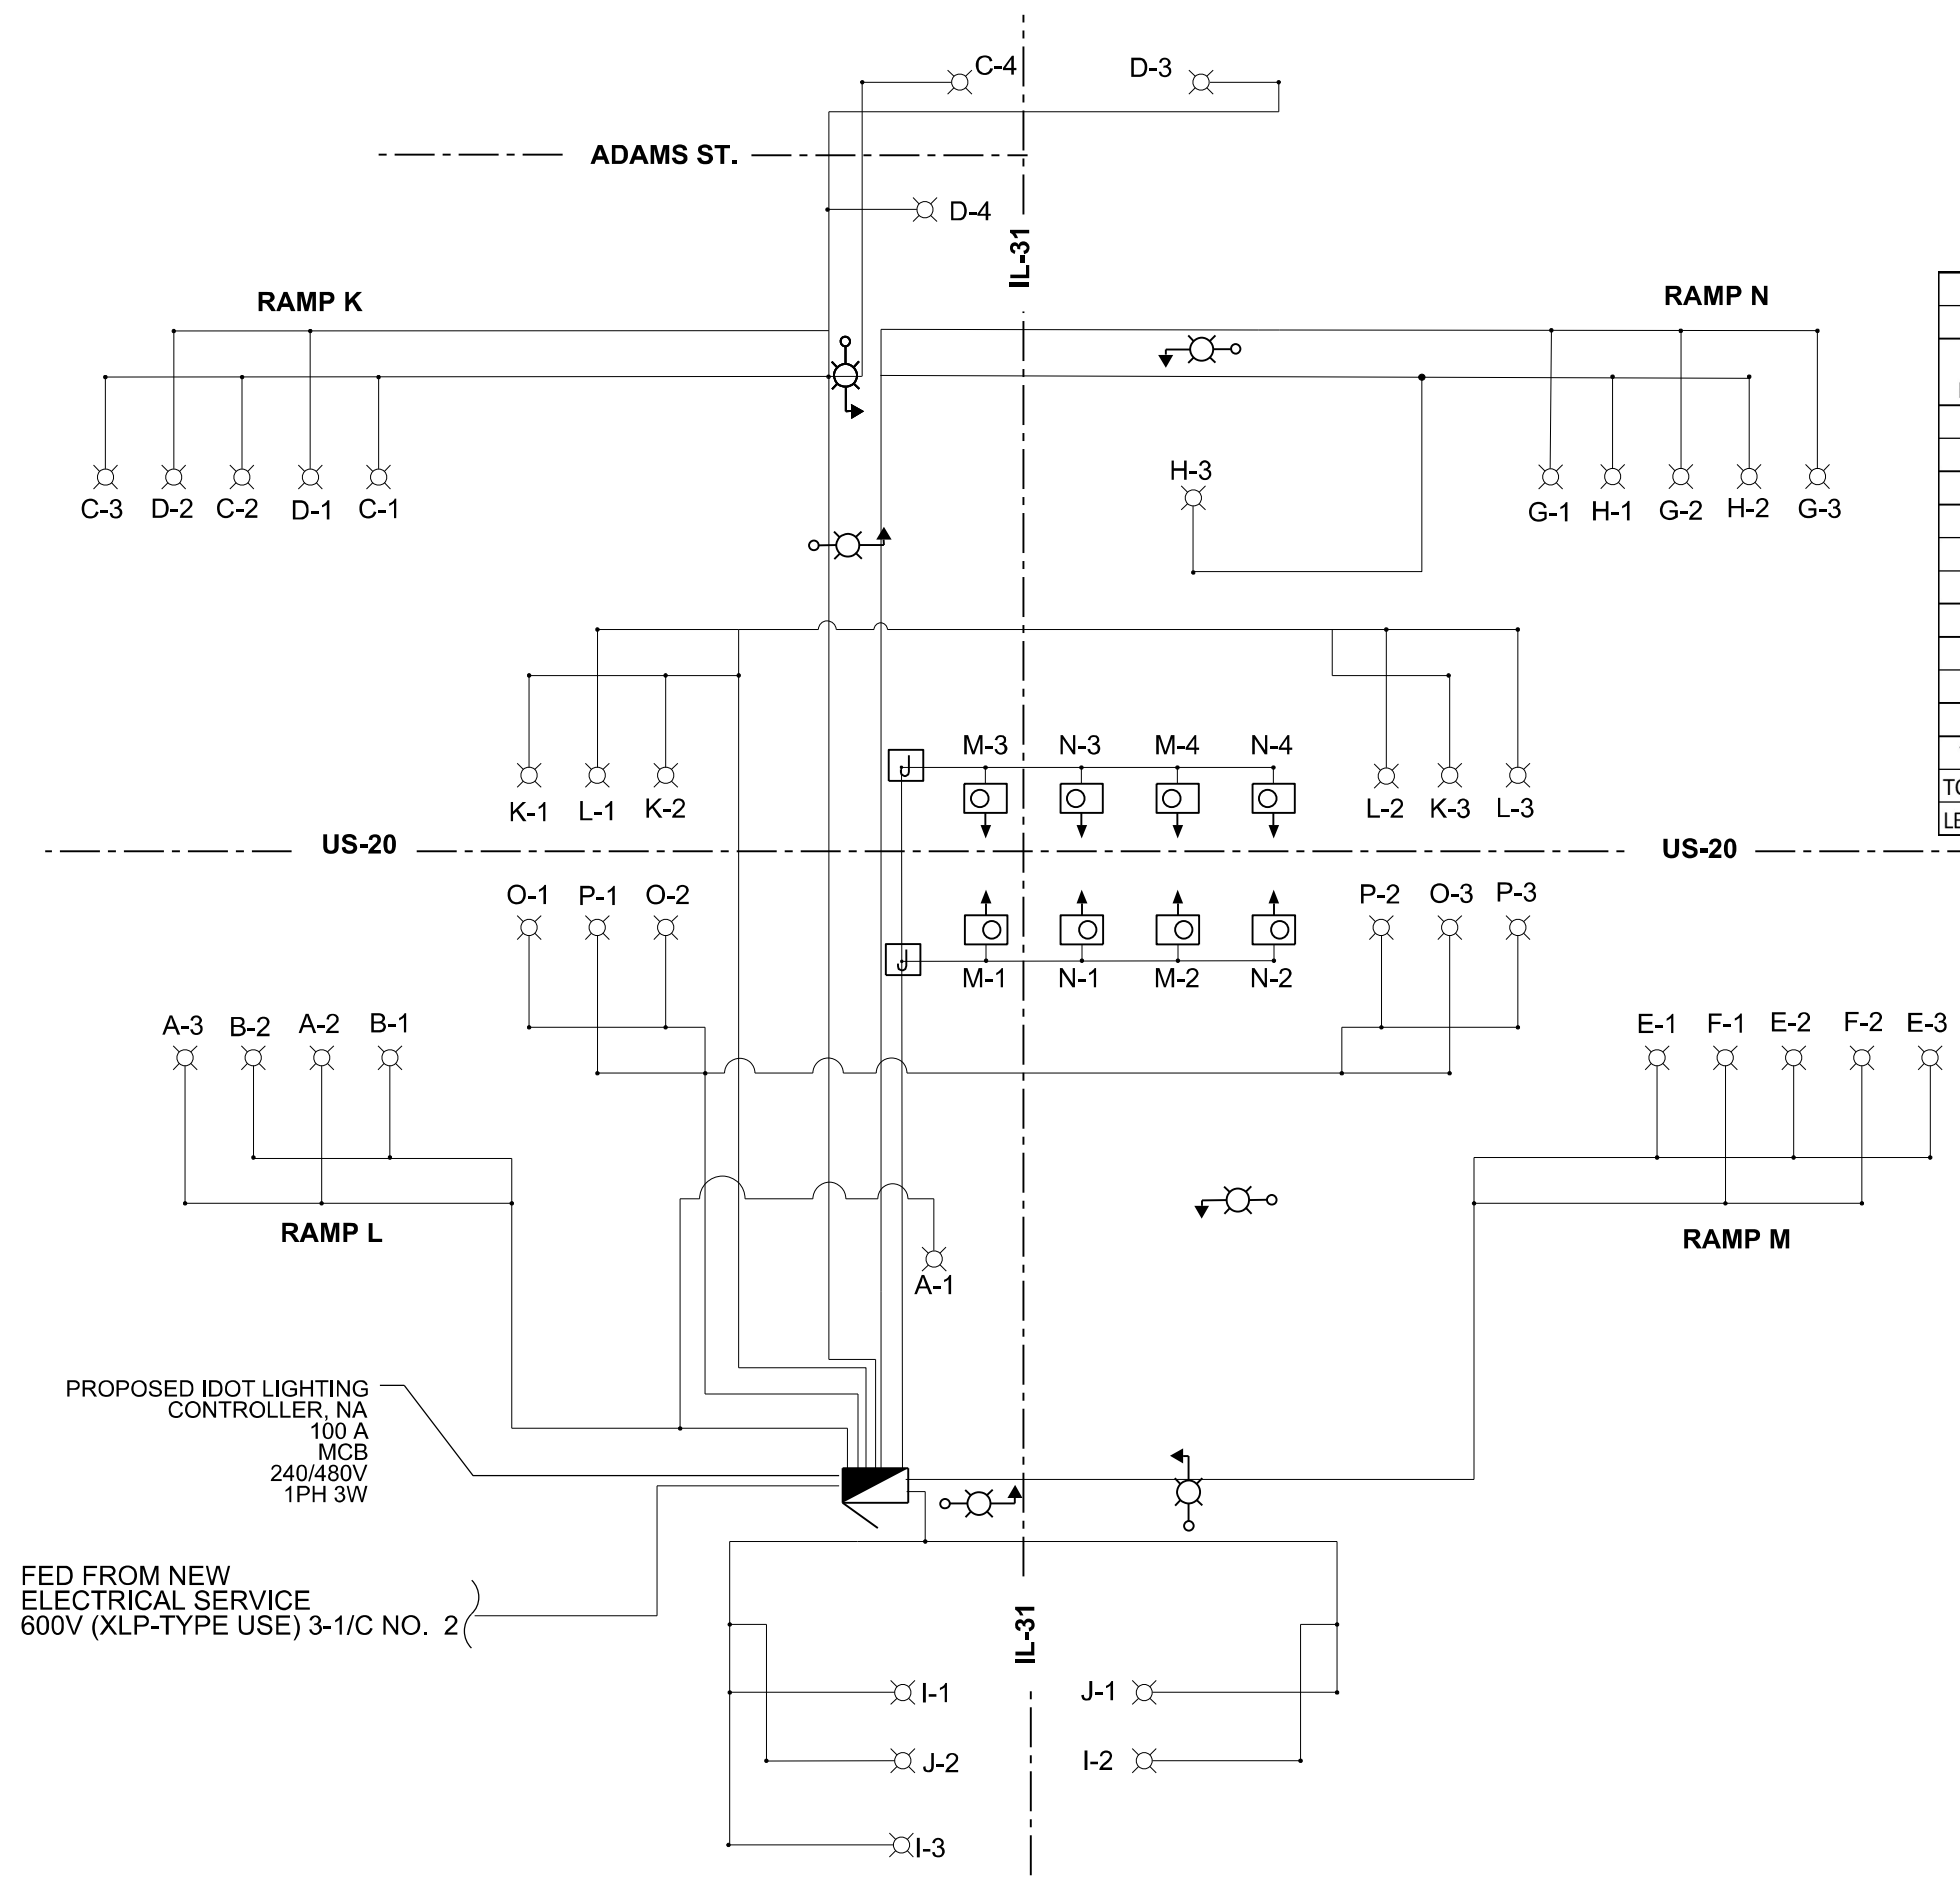 C-4
D-3
ADAMS ST.
D-4
IL-31
RAMP K
RAMP N
C-3 D-2 C-2 D-1 C-1
H-3
G-1 H-1 G-2 H-2 G-3
M-3 N-3 M-4 N-4
J
K-1 L-1 K-2
L-2 K-3 L-3
TO
LE
US-20
US-20
O-1 P-1 O-2
P-2 O-3 P-3
J
M-1 N-1 M-2 N-2
A-3 B-2 A-2 B-1
E-1 F-1 E-2 F-2 E-3
RAMP L
RAMP M
A-1
PROPOSED IDOT LIGHTING
CONTROLLER, NA
100 A
MCB
240/480V
1PH 3W
FED FROM NEW
ELECTRICAL SERVICE
600V (XLP-TYPE USE) 3-1/C NO. 2
IL-31
I-1
J-1
J-2
I-2
I-3